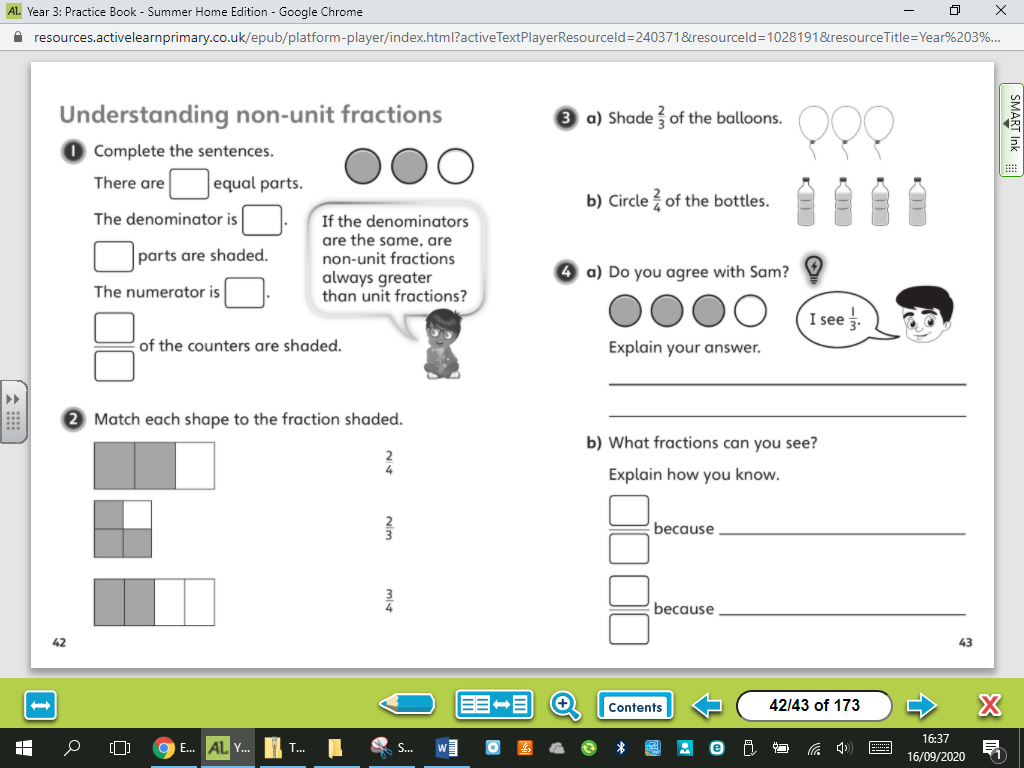 Year 3: Practice Book - Summer Home Edition - Google Chrome
resources.activelearnprimary.co.uk/epub/platform-player/index.html?activeTextPlayerResourceId=240371&resourceId=1028191&resourceTitle=Year%203%...
SMART Ink
Understanding non-unit fractions
1 Complete the sentences.
There are equal parts.
The denominator is .
parts are shaded.
The numerator is .
of the counters are shaded.
If the denominators
are the same, are
non-unit fractions
always greater
than unit fractions?
2 Match each shape to the fraction shaded.
2/4
2/3
3/4
42
3 a) Shade 2/3 of the balloons.
b) Circle 2/4 of the bottles.
4 a) Do you agree with Sam?
I see 1/3.
Explain your answer.
b) What fractions can you see?
Explain how you know.
because
because
43
Contents
42/43 of 173
E...
AL Y...
T...
S...
16:37
16/09/2020
1